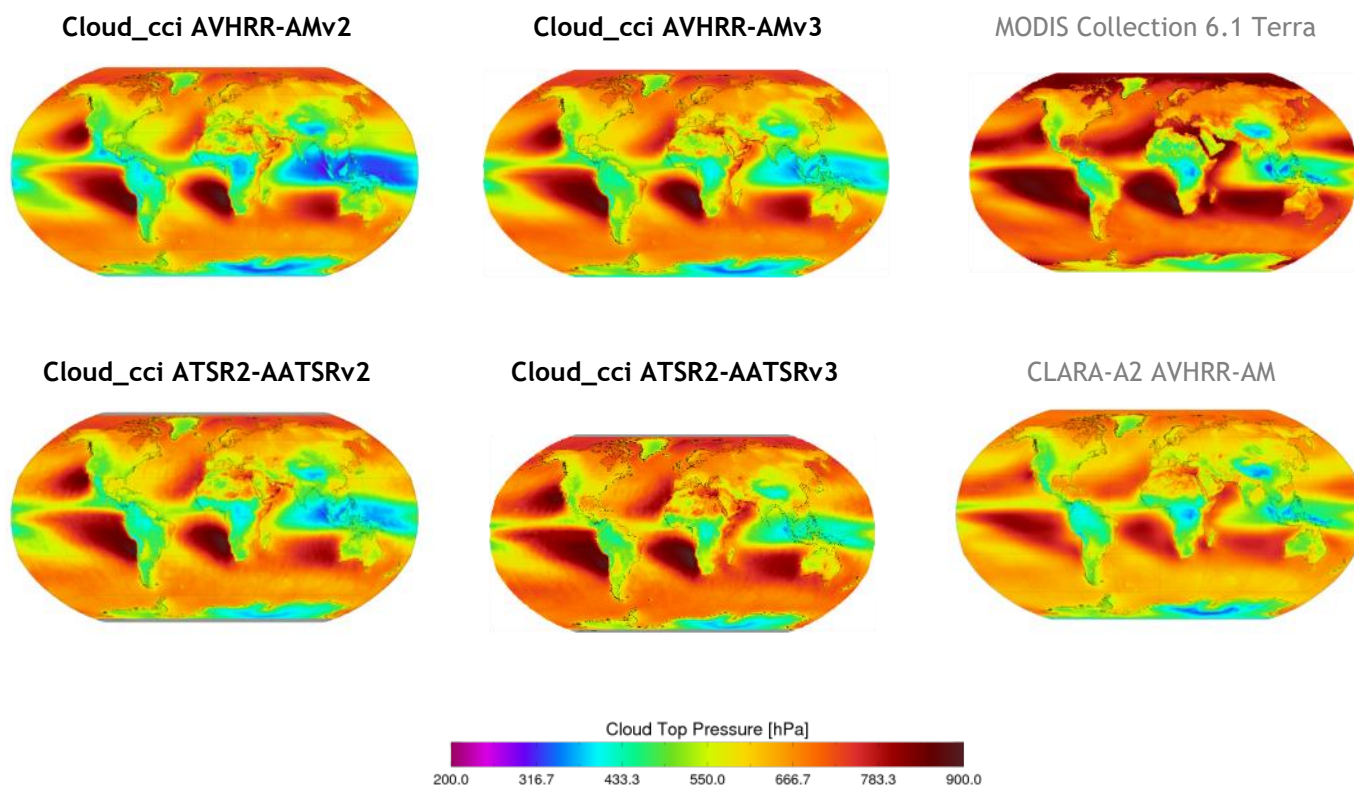 Cloud_cci AVHRR-AMv2
Cloud_cci AVHRR-AMv3
MODIS Collection 6.1 Terra
Cloud_cci ATSR2-AATSRv2
Cloud_cci ATSR2-AATSRv3
CLARA-A2 AVHRR-AM
Cloud Top Pressure [hPa]
200.0 316.7 433.3 550.0 666.7 783.3 900.0